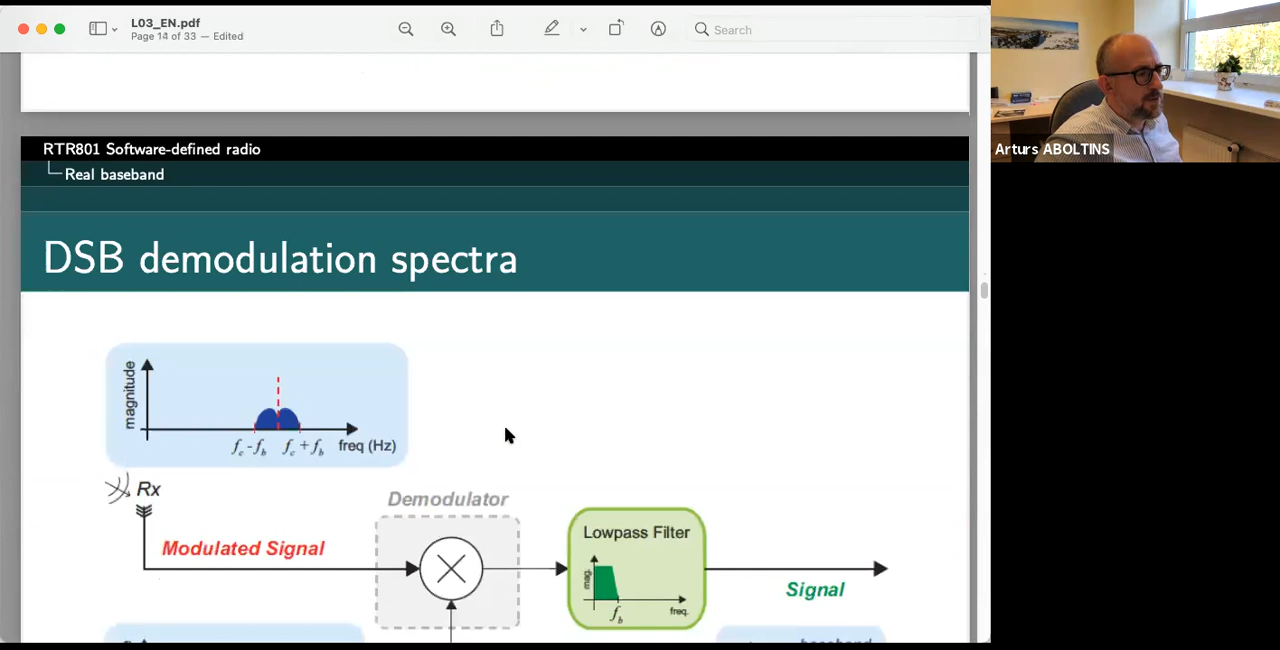 L03_EN.pdf
Page 14 of 33 — Edited
Search
Arturs ABOLTINS
RTR801 Software-defined radio
Real baseband
DSB demodulation spectra
magnitude
f_c - f_b
f_c + f_b
freq (Hz)
Rx
Demodulator
Modulated Signal
Lowpass Filter
mag.
f_b
freq.
Signal
baseband